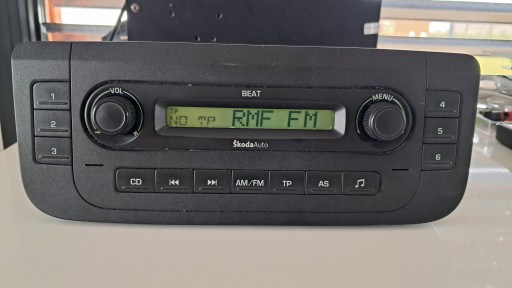 BEAT
VOL
MENU
TP
NO TP RMF FM
ŠkodaAuto
1
2
3
4
5
6
CD
AM/FM
TP
AS